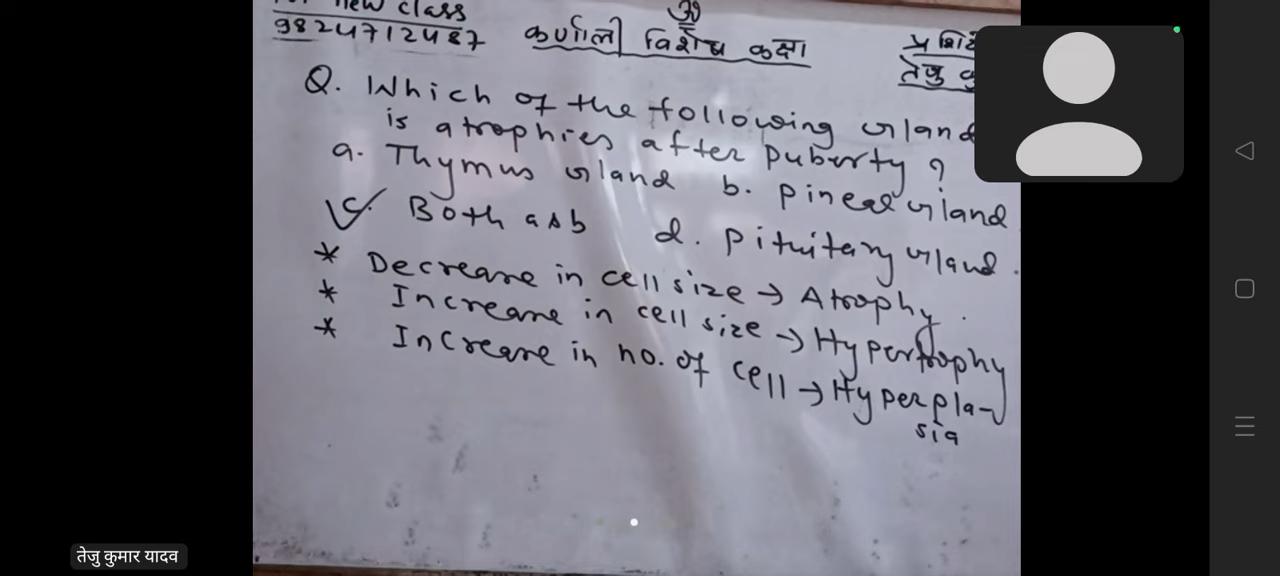 new class
9824712487
ॐ
कर्णाली विशेष कक्षा
तेजु
Q. Which of the following gland
is atrophies after puberty ?
a. Thymus gland b. pineal gland
c. Both a & b d. pituitary gland.
* Decrease in cell size → Atrophy.
* Increase in cell size → Hypertrophy
* Increase in no. of cell → Hyperpla-
sia
तेजु कुमार यादव